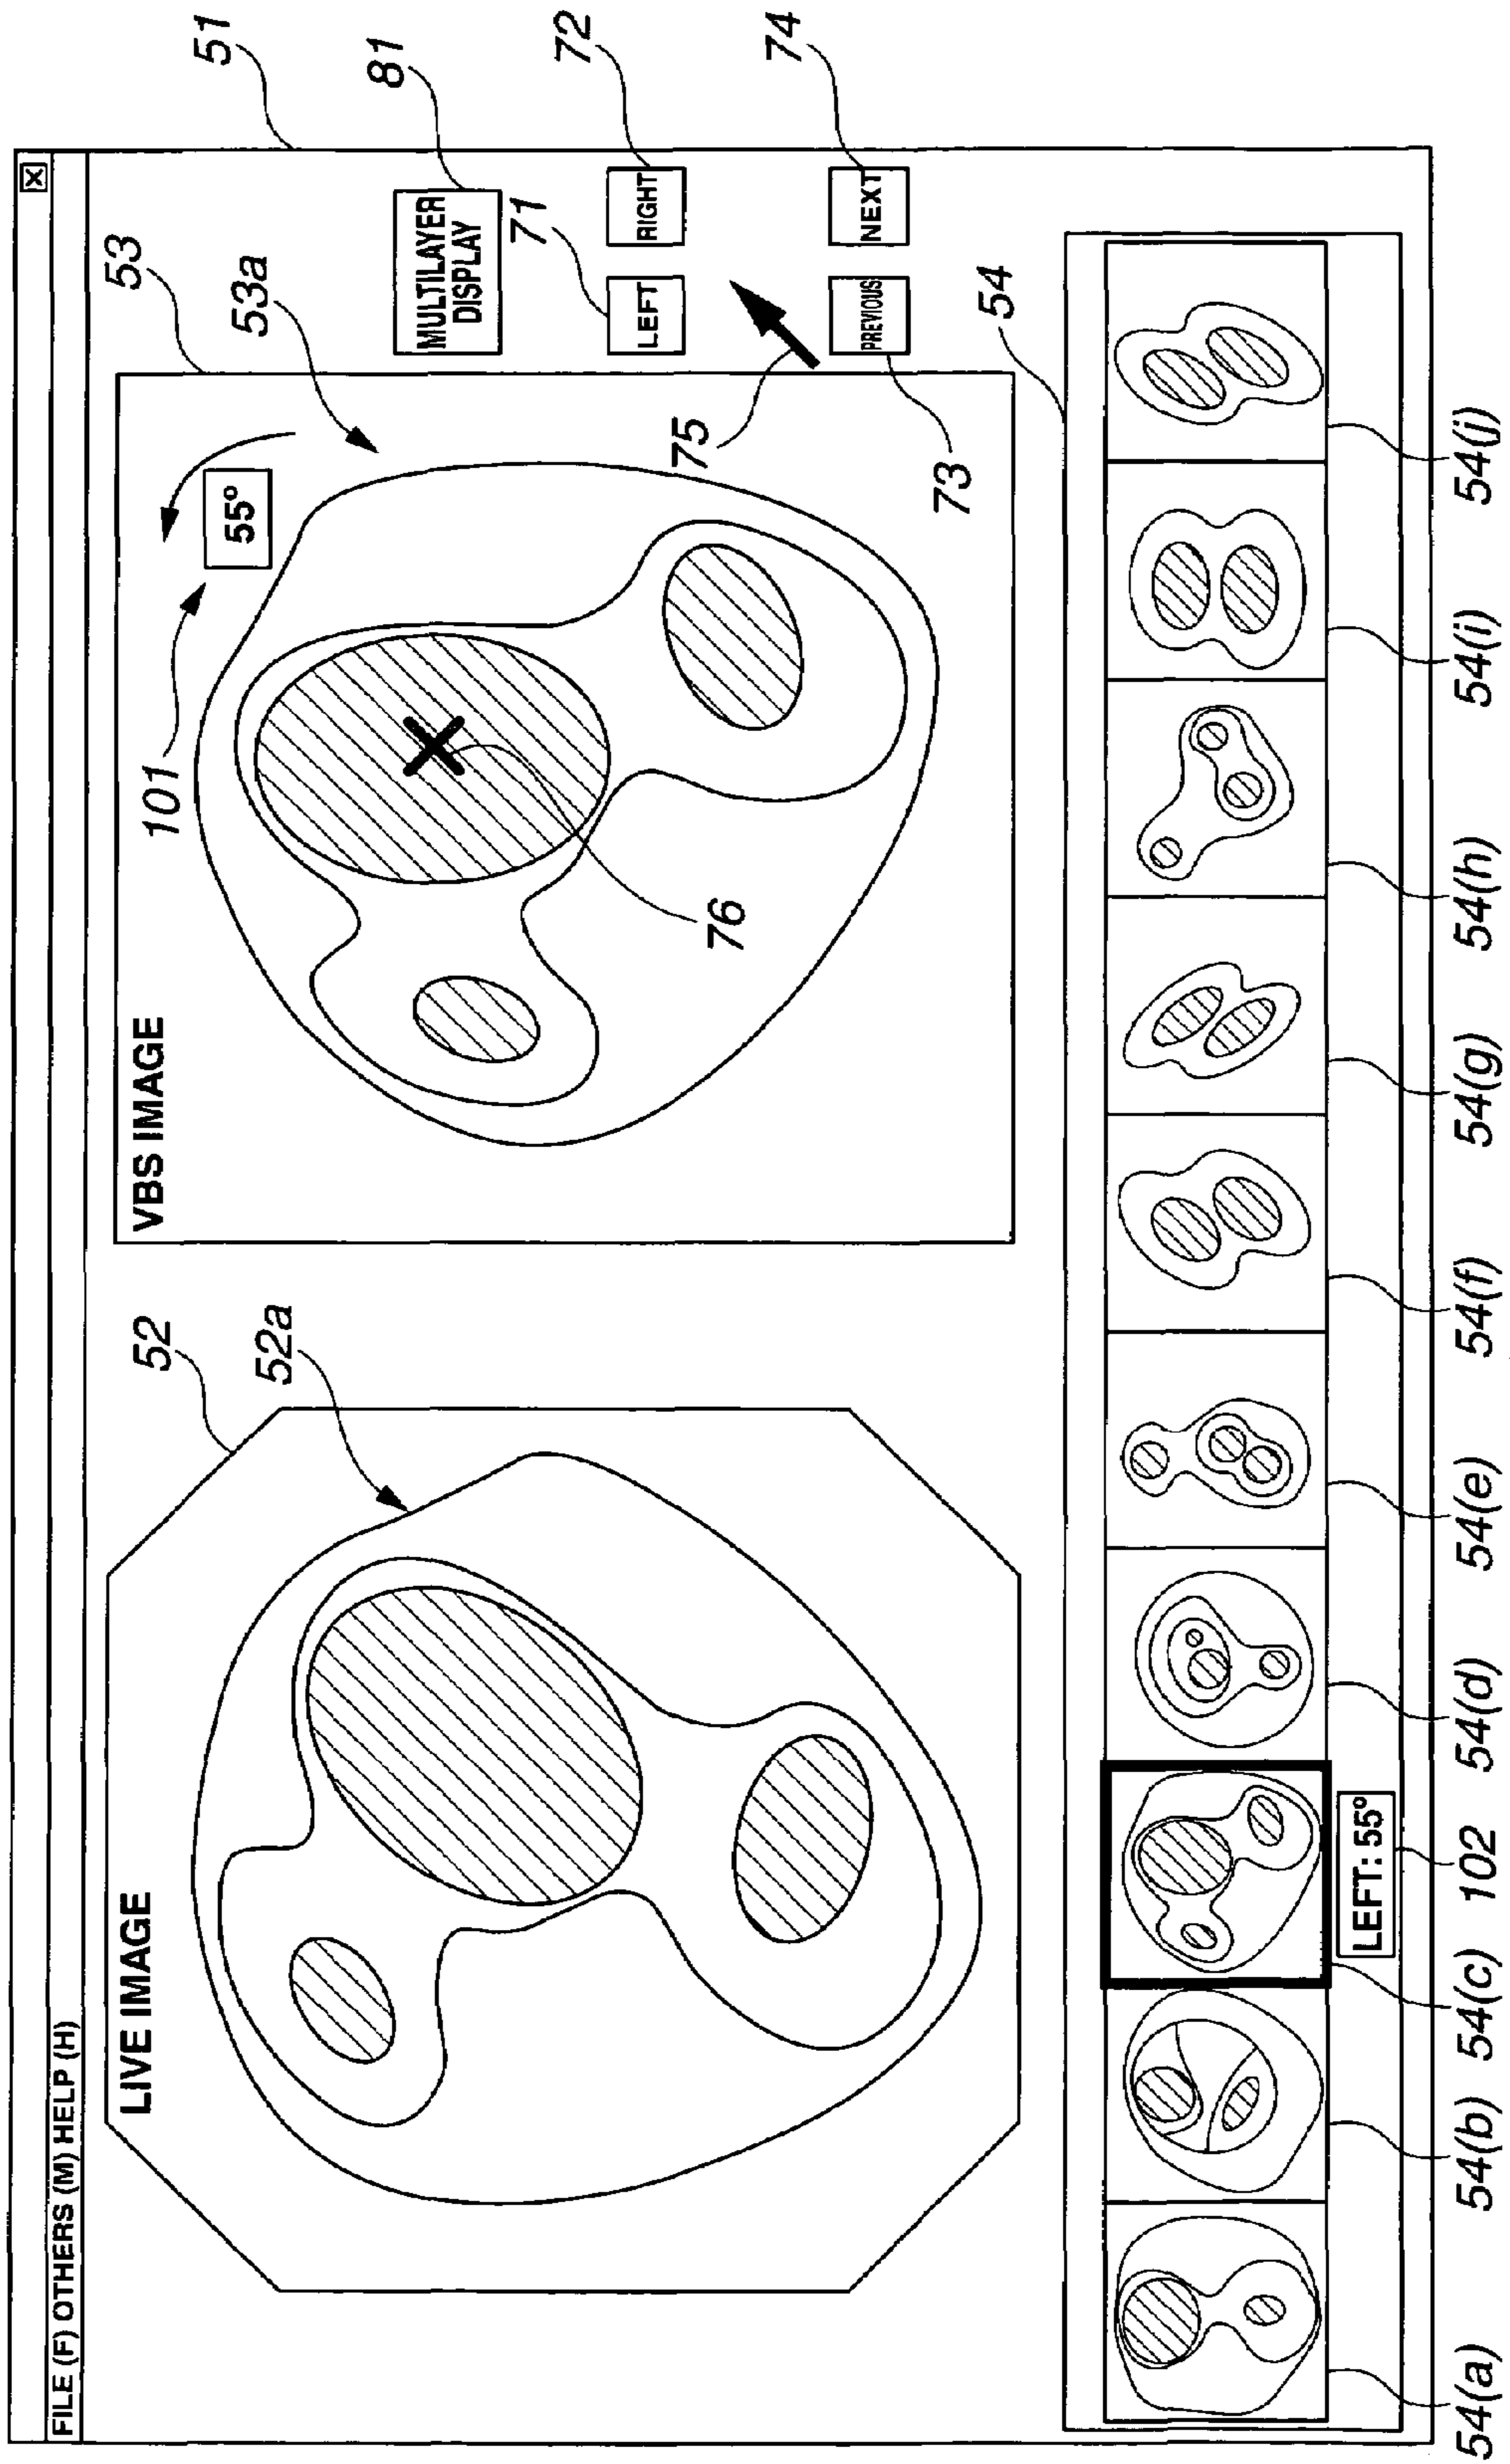 FILE (F) OTHERS (M) HELP (H)
X
51
LIVE IMAGE
52
52a
VBS IMAGE
101
55°
53
53a
76
MULTILAYER
DISPLAY
81
71
LEFT
RIGHT
72
75
PREVIOUS
NEXT
74
73
54
LEFT: 55°
54(a)
54(b)
54(c)
102
54(d)
54(e)
54(f)
54(g)
54(h)
54(i)
54(j)